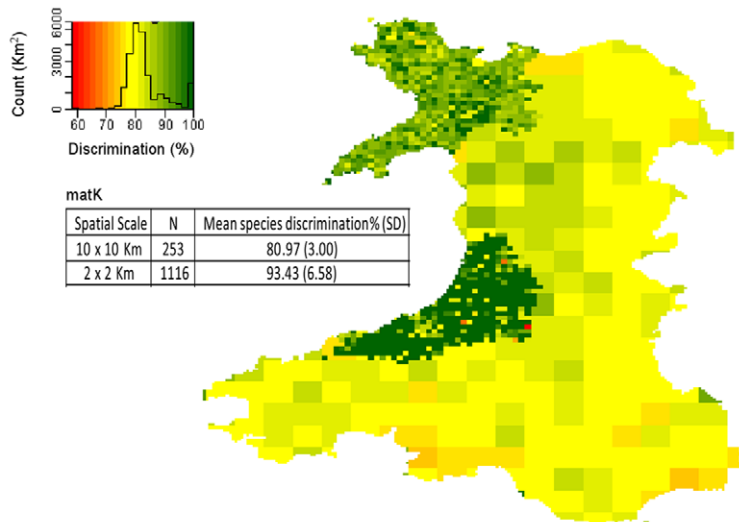 6000
3000
0
Count (Km²)
60 70 80 90 100
Discrimination (%)
matK
Spatial Scale N Mean species discrimination% (SD)
10 x 10 Km 253 80.97 (3.00)
2 x 2 Km 1116 93.43 (6.58)